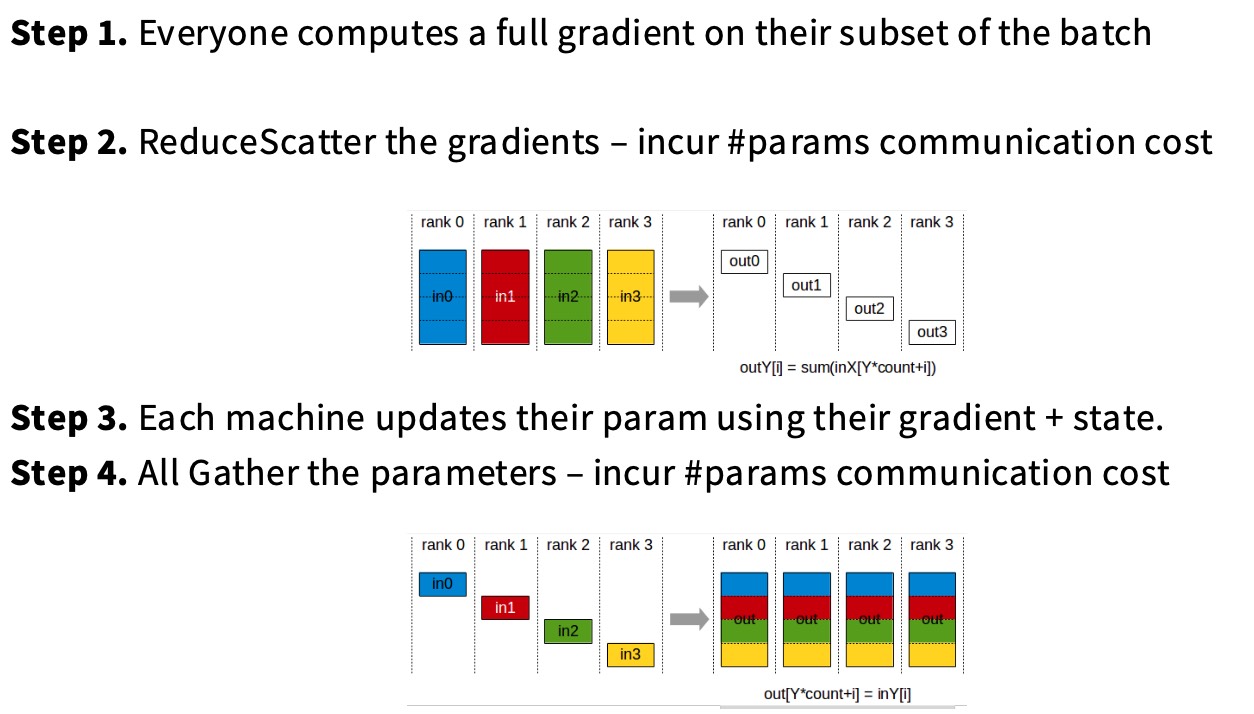 Step 1. Everyone computes a full gradient on their subset of the batch
Step 2. ReduceScatter the gradients – incur #params communication cost
rank 0 rank 1 rank 2 rank 3 rank 0 rank 1 rank 2 rank 3
out0
out1
in0 in1 in2 in3
out2
out3
outY[i] = sum(inX[Y*count+i])
Step 3. Each machine updates their param using their gradient + state.
Step 4. All Gather the parameters – incur #params communication cost
rank 0 rank 1 rank 2 rank 3 rank 0 rank 1 rank 2 rank 3
in0
in1
out out out out
in2
in3
out[Y*count+i] = inY[i]